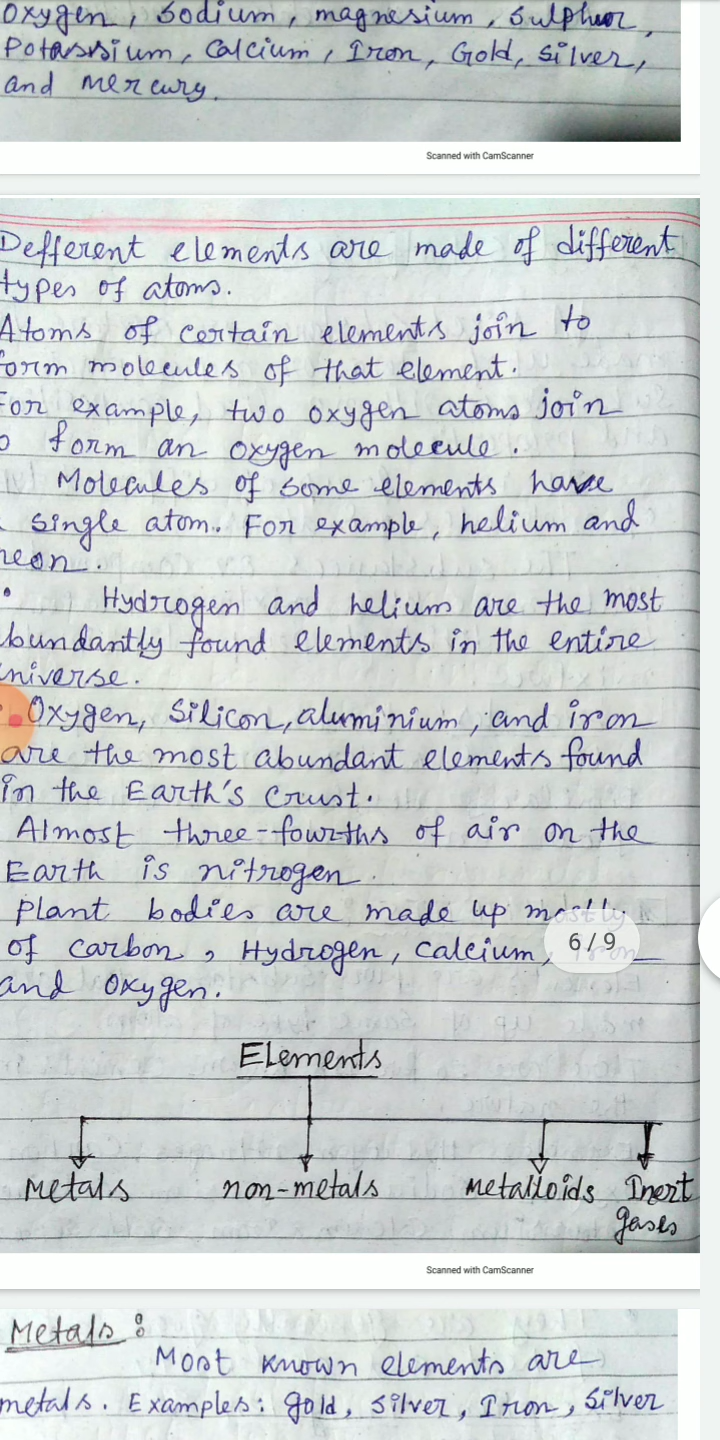 Oxygen, Sodium, magnesium, Sulphur,
Potassium, Calcium, Iron, Gold, Silver,
and mercury.
Scanned with CamScanner
Defferent elements are made of different
types of atoms.
Atoms of certain elements join to
form molecules of that element.
For example, two oxygen atoms join
o form an oxygen molecule.
Molecules of some elements have
single atom. For example, helium and
neon.
• Hydrogen and helium are the most
bundantly found elements in the entire
niverse.
Oxygen, Silicon, aluminium, and iron
are the most abundant elements found
in the Earth's Crust.
Almost three-fourths of air on the
Earth is nitrogen.
Plant bodies are made up mostly
of carbon, Hydrogen, Calcium,
6/9
and Oxygen.
Elements
Metals non-metals metalloids Inert
gases
Scanned with CamScanner
Metals:
Most known elements are
metals. Examples: gold, silver, Iron, Silver